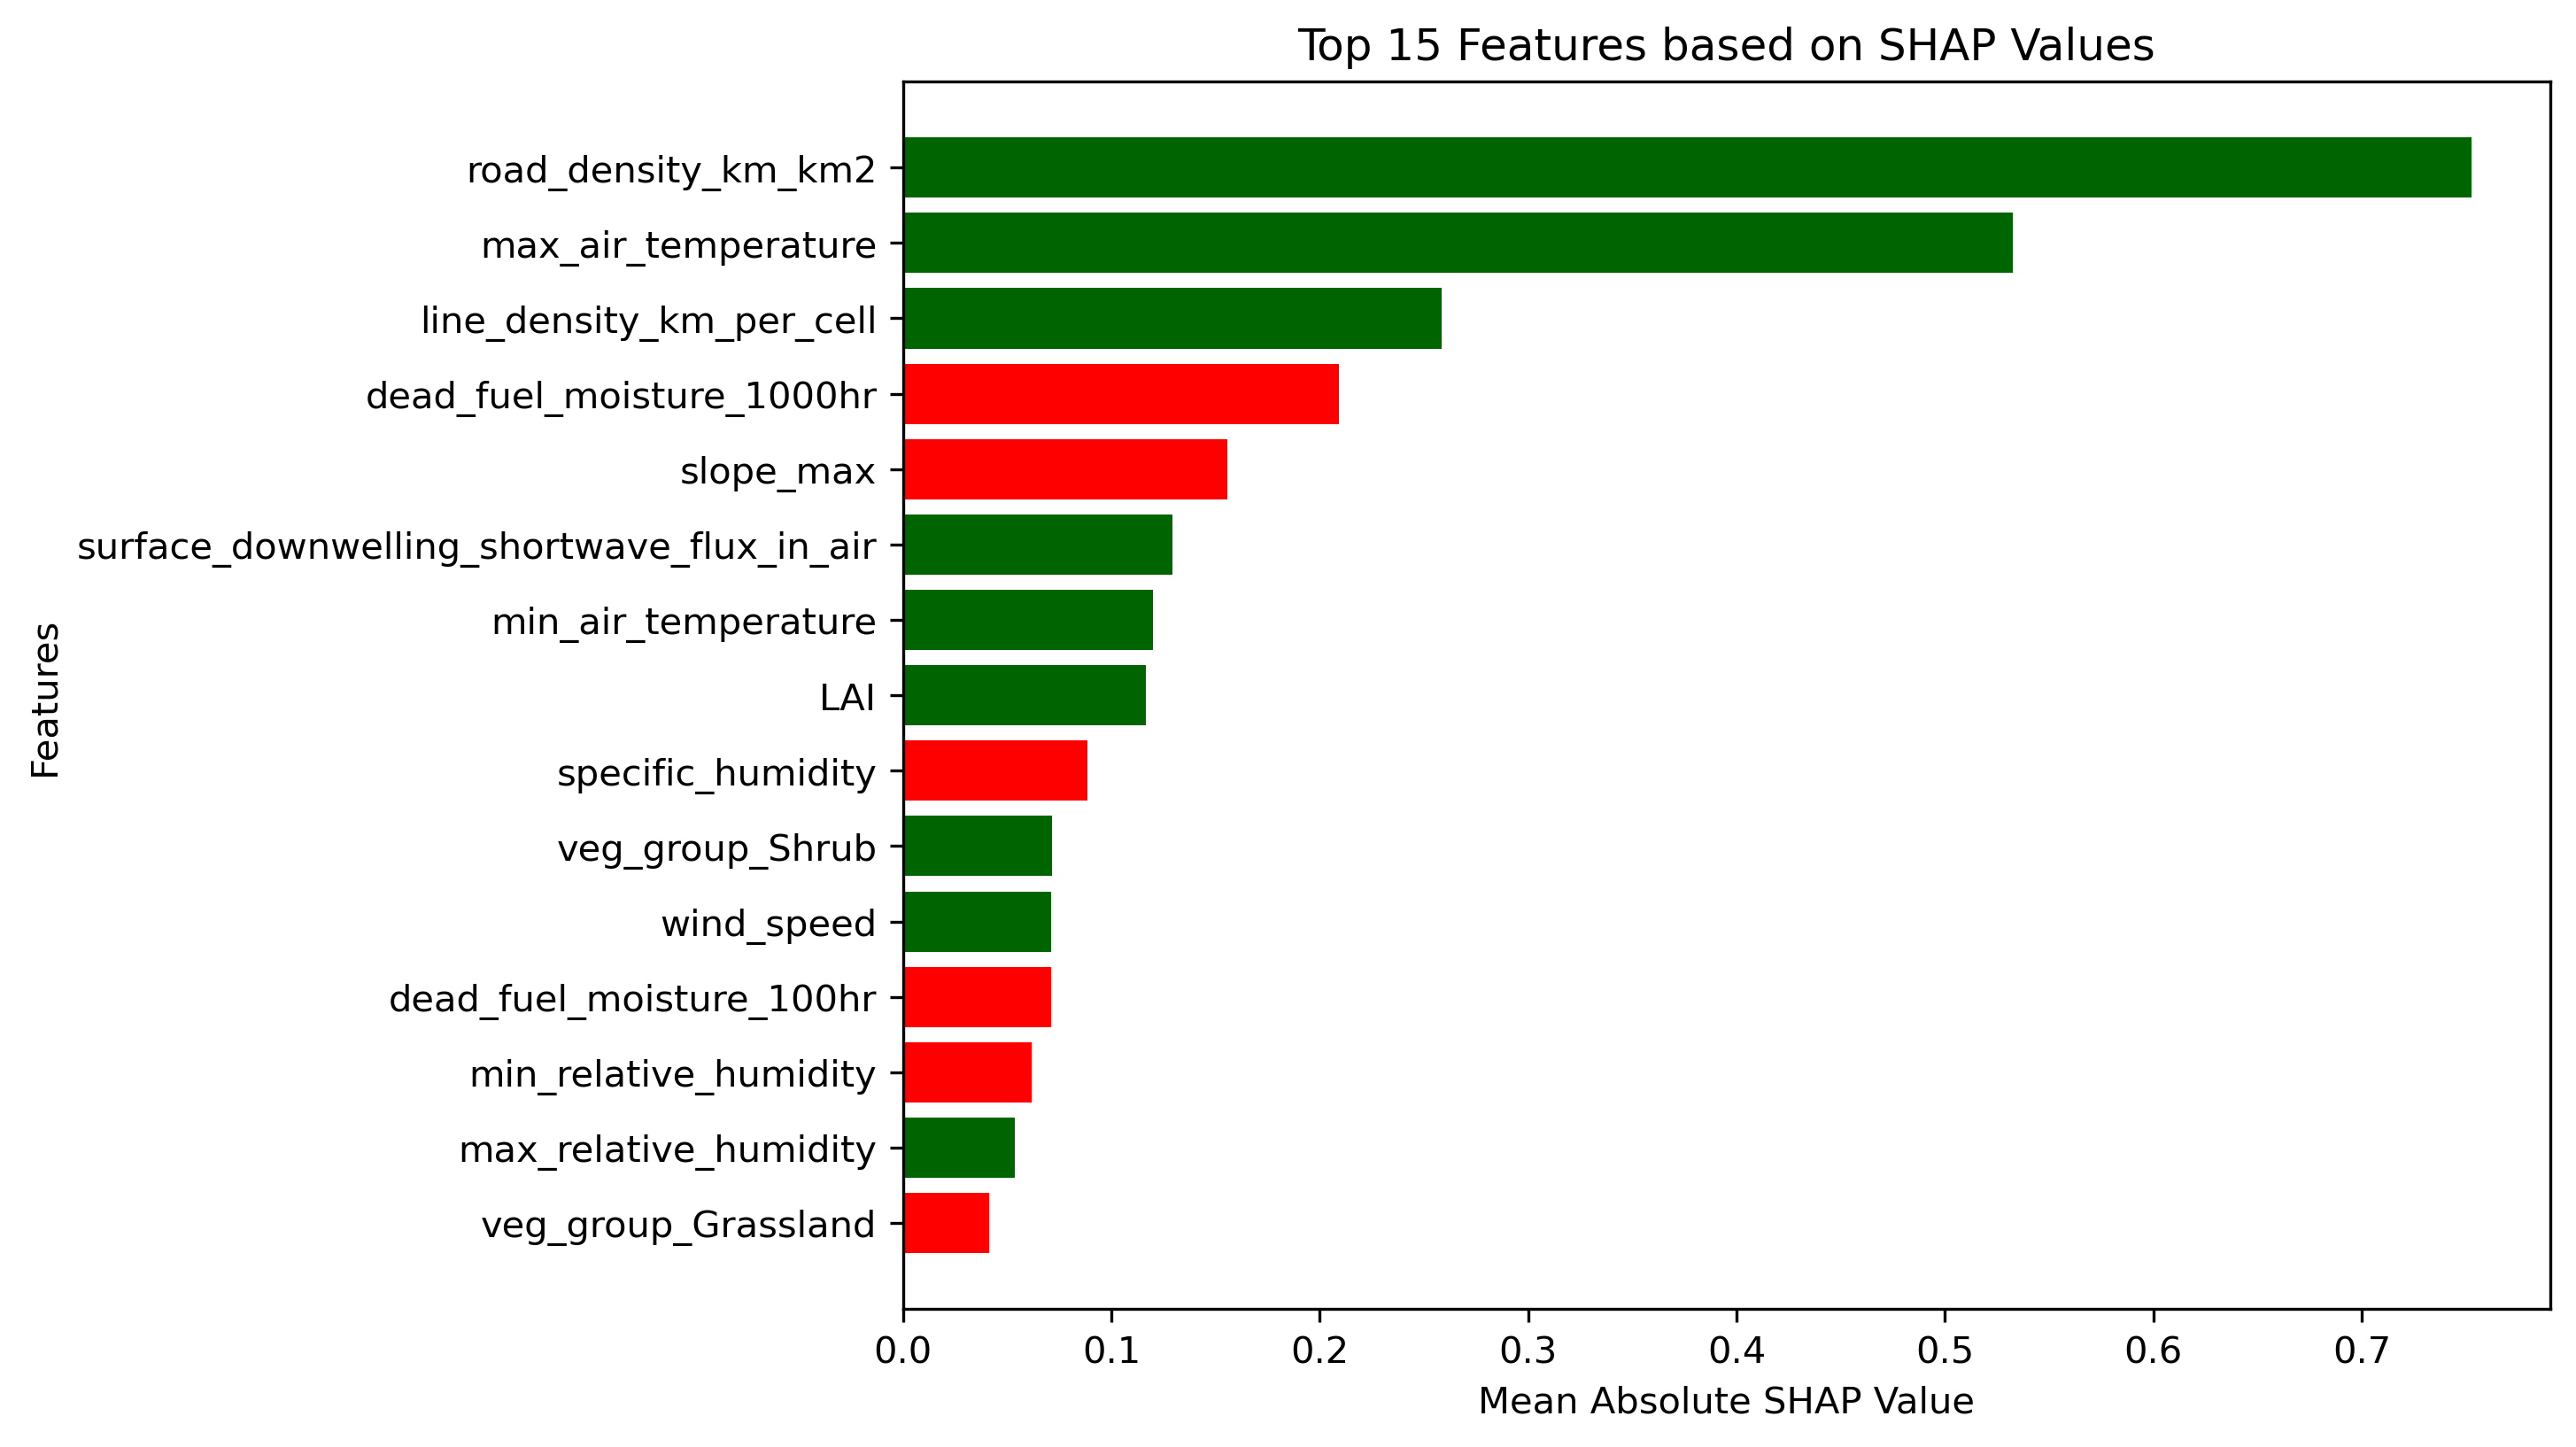 Top 15 Features based on SHAP Values
road_density_km_km2
max_air_temperature
line_density_km_per_cell
dead_fuel_moisture_1000hr
slope_max
surface_downwelling_shortwave_flux_in_air
min_air_temperature
LAI
specific_humidity
veg_group_Shrub
wind_speed
dead_fuel_moisture_100hr
min_relative_humidity
max_relative_humidity
veg_group_Grassland
Features
0.0 0.1 0.2 0.3 0.4 0.5 0.6 0.7
Mean Absolute SHAP Value